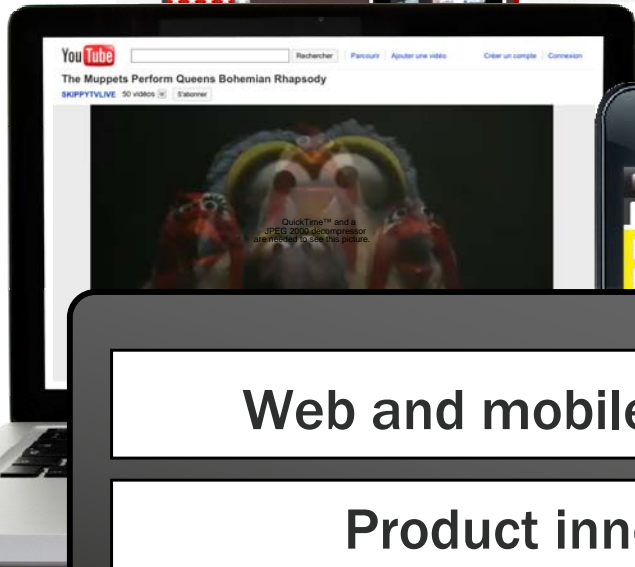 YouTube Rechercher Parcourir Ajouter une vidéo Créer un compte Connexion
The Muppets Perform Queens Bohemian Rhapsody
SKIPPYTVLIVE 50 vidéos S'abonner
QuickTime™ and a
JPEG 2000 decompressor
are needed to see this picture.
Web and mobile
Product inn